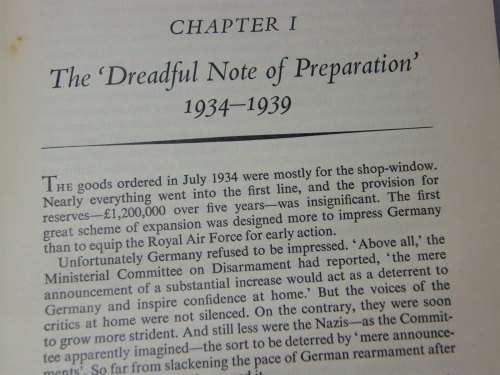 CHAPTER I
The ‘Dreadful Note of Preparation’
1934–1939
THE goods ordered in July 1934 were mostly for the shop-window.
Nearly everything went into the first line, and the provision for
reserves—£1,200,000 over five years—was insignificant. The first
great scheme of expansion was designed more to impress Germany
than to equip the Royal Air Force for early action.
Unfortunately Germany refused to be impressed. ‘Above all,’ the
Ministerial Committee on Disarmament had reported, ‘the mere
announcement of a substantial increase would act as a deterrent to
Germany and inspire confidence at home.’ But the voices of the
critics at home were not silenced. On the contrary, they were soon
to grow more strident. And still less were the Nazis—as the Commit-
tee apparently imagined—the sort to be deterred by ‘mere announce-
ments’. So far from slackening the pace of German rearmament after